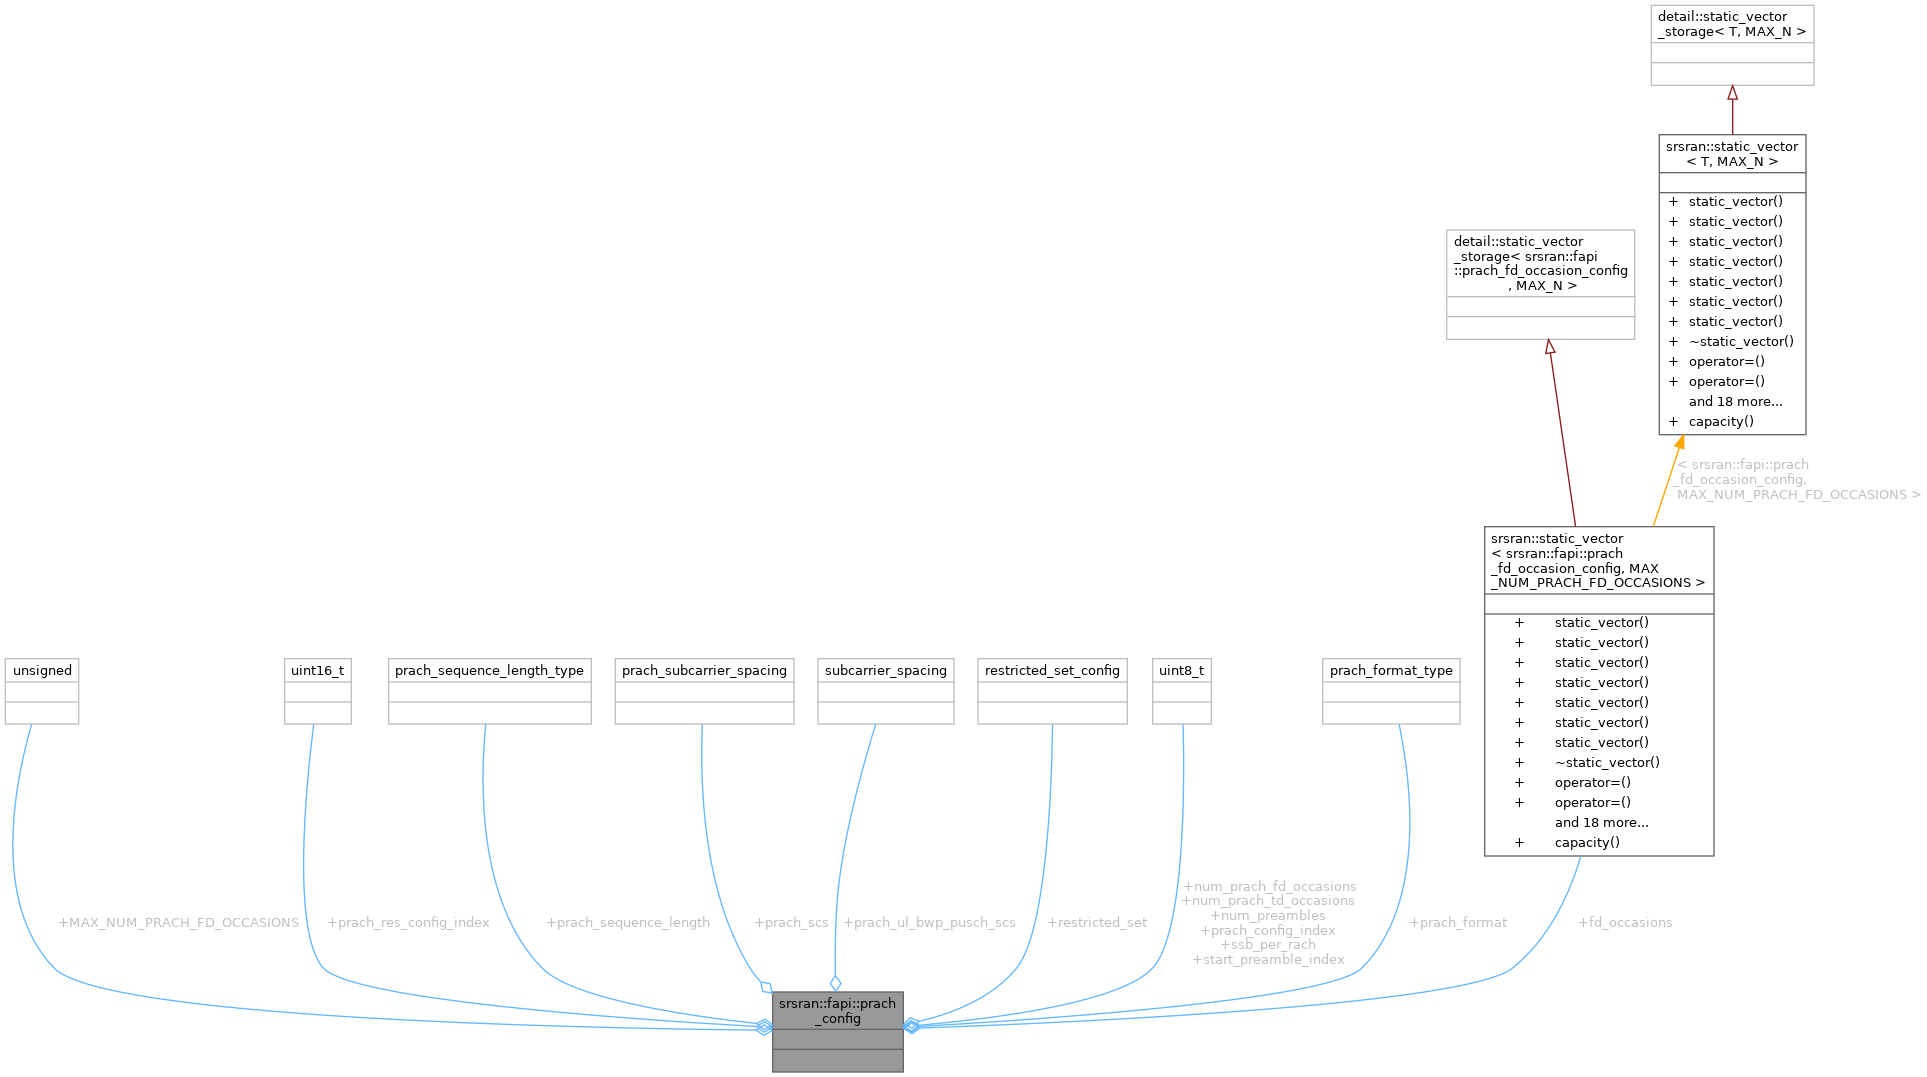 detail::static_vector
_storage< T, MAX_N >
srsran::static_vector
< T, MAX_N >
+ static_vector()
+ static_vector()
+ static_vector()
+ static_vector()
+ static_vector()
+ static_vector()
+ static_vector()
+ ~static_vector()
+ operator=()
+ operator=()
and 18 more...
+ capacity()
detail::static_vector
_storage< srsran::fapi
::prach_fd_occasion_config
, MAX_N >
< srsran::fapi::prach
_fd_occasion_config,
MAX_NUM_PRACH_FD_OCCASIONS >
srsran::static_vector
< srsran::fapi::prach
_fd_occasion_config, MAX
_NUM_PRACH_FD_OCCASIONS >
+ static_vector()
+ static_vector()
+ static_vector()
+ static_vector()
+ static_vector()
+ static_vector()
+ static_vector()
+ ~static_vector()
+ operator=()
+ operator=()
and 18 more...
+ capacity()
unsigned
uint16_t
prach_sequence_length_type
prach_subcarrier_spacing
subcarrier_spacing
restricted_set_config
uint8_t
prach_format_type
+MAX_NUM_PRACH_FD_OCCASIONS
+prach_res_config_index
+prach_sequence_length
+prach_scs
+prach_ul_bwp_pusch_scs
+restricted_set
+num_prach_fd_occasions
+num_prach_td_occasions
+num_preambles
+prach_config_index
+ssb_per_rach
+start_preamble_index
+prach_format
+fd_occasions
srsran::fapi::prach
_config